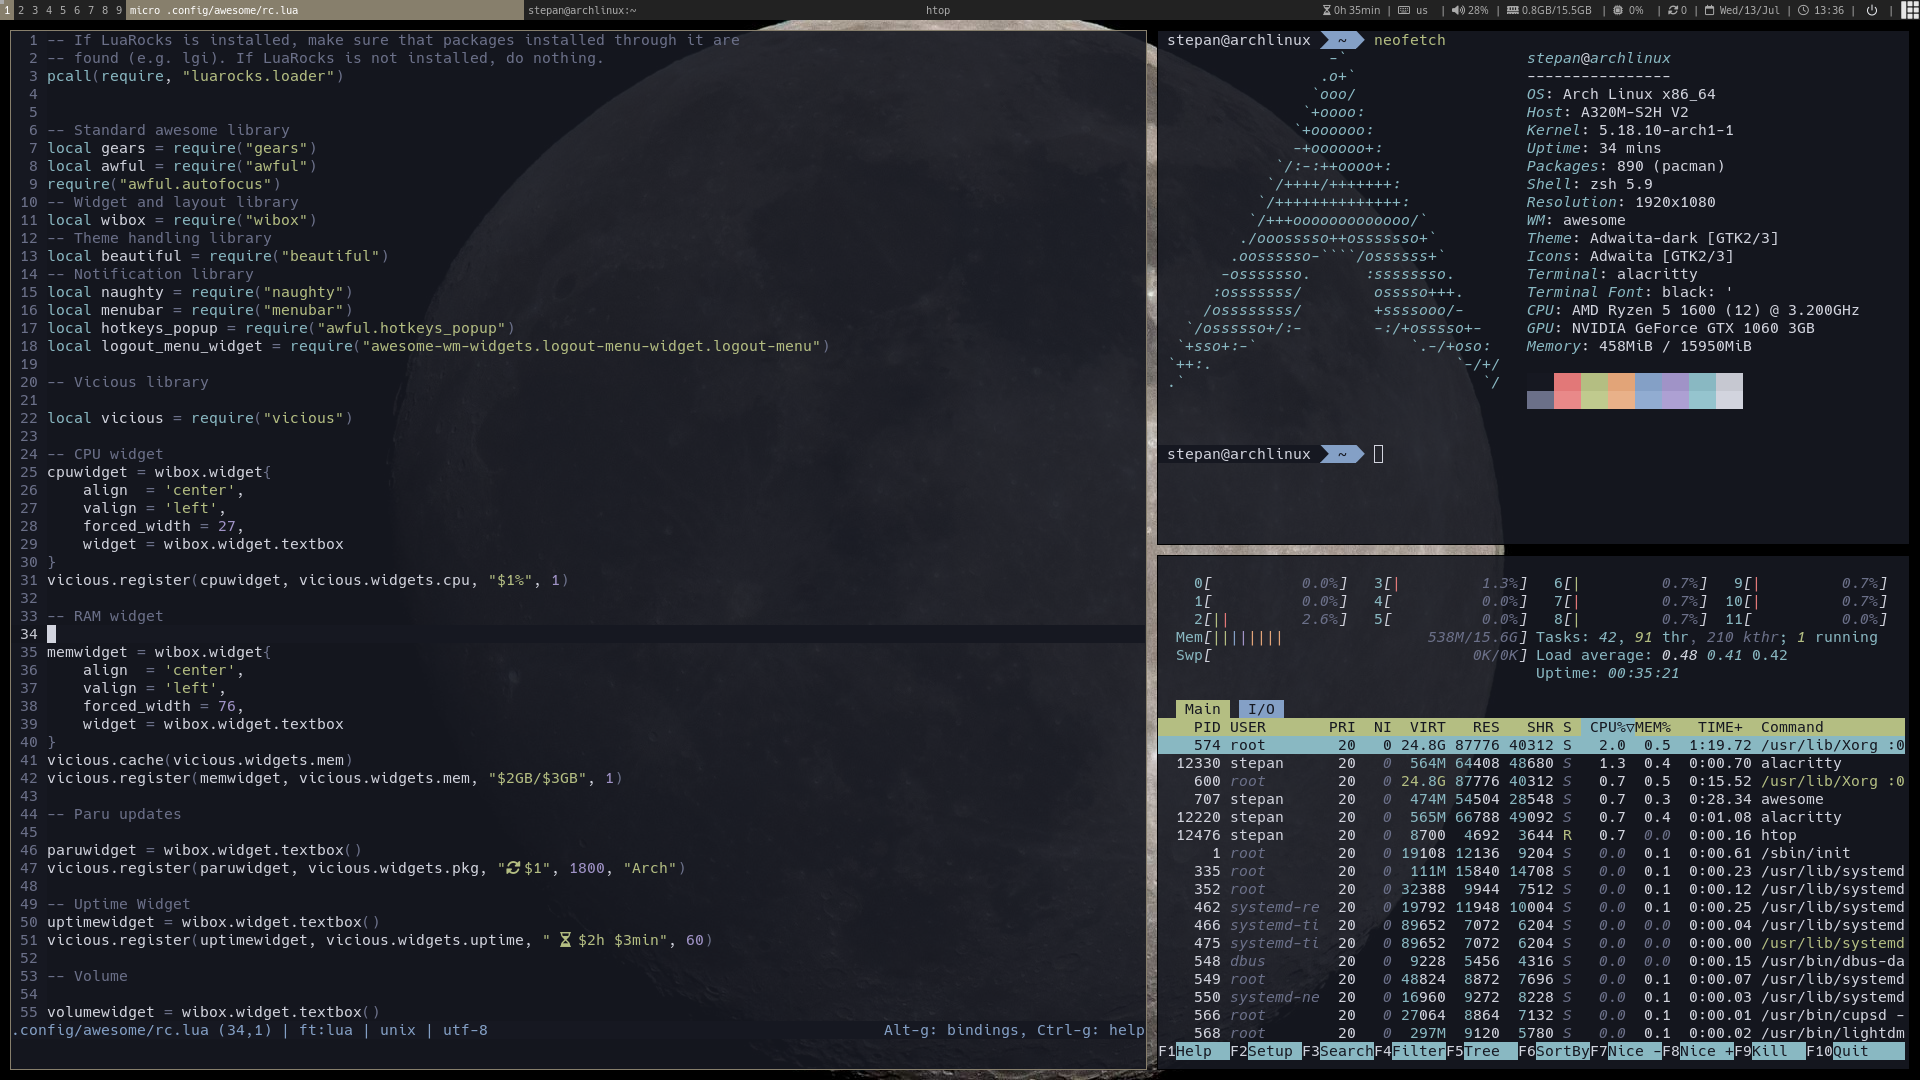 1 2 3 4 5 6 7 8 9 micro .config/awesome/rc.lua stepan@archlinux:~ htop 0h 35min | us | 28% | 0.8GB/15.5GB | 0% | 0 | Wed/13/Jul | 13:36 | |
1 -- If LuaRocks is installed, make sure that packages installed through it are
2 -- found (e.g. lgi). If LuaRocks is not installed, do nothing.
3 pcall(require, "luarocks.loader")
4
5
6 -- Standard awesome library
7 local gears = require("gears")
8 local awful = require("awful")
9 require("awful.autofocus")
10 -- Widget and layout library
11 local wibox = require("wibox")
12 -- Theme handling library
13 local beautiful = require("beautiful")
14 -- Notification library
15 local naughty = require("naughty")
16 local menubar = require("menubar")
17 local hotkeys_popup = require("awful.hotkeys_popup")
18 local logout_menu_widget = require("awesome-wm-widgets.logout-menu-widget.logout-menu")
19
20 -- Vicious library
21
22 local vicious = require("vicious")
23
24 -- CPU widget
25 cpuwidget = wibox.widget{
26     align  = 'center',
27     valign = 'left',
28     forced_width = 27,
29     widget = wibox.widget.textbox
30 }
31 vicious.register(cpuwidget, vicious.widgets.cpu, "$1%", 1)
32
33 -- RAM widget
34
35 memwidget = wibox.widget{
36     align  = 'center',
37     valign = 'left',
38     forced_width = 76,
39     widget = wibox.widget.textbox
40 }
41 vicious.cache(vicious.widgets.mem)
42 vicious.register(memwidget, vicious.widgets.mem, "$2GB/$3GB", 1)
43
44 -- Paru updates
45
46 paruwidget = wibox.widget.textbox()
47 vicious.register(paruwidget, vicious.widgets.pkg, "$1", 1800, "Arch")
48
49 -- Uptime Widget
50 uptimewidget = wibox.widget.textbox()
51 vicious.register(uptimewidget, vicious.widgets.uptime, " $2h $3min", 60)
52
53 -- Volume
54
55 volumewidget = wibox.widget.textbox()
.config/awesome/rc.lua (34,1) | ft:lua | unix | utf-8 Alt-g: bindings, Ctrl-g: help
stepan@archlinux ~ neofetch
-`
.o+`
`ooo/
`+oooo:
`+oooooo:
-+oooooo+:
`/:-:++oooo+:
`/++++/+++++++:
`/++++++++++++++:
`/+++ooooooooooooo/`
./ooosssso++osssssso+`
.oossssso-````/ossssss+`
-osssssso.      :ssssssso.
:osssssss/        osssso+++.
/ossssssss/        +ssssooo/-
`/ossssso+/:-        -:/+osssso+-
`+sso+:-`                 `.-/+oso:
`++:.                           `-/+/
.`                                 `/
stepan@archlinux
----------------
OS: Arch Linux x86_64
Host: A320M-S2H V2
Kernel: 5.18.10-arch1-1
Uptime: 34 mins
Packages: 890 (pacman)
Shell: zsh 5.9
Resolution: 1920x1080
WM: awesome
Theme: Adwaita-dark [GTK2/3]
Icons: Adwaita [GTK2/3]
Terminal: alacritty
Terminal Font: black: '
CPU: AMD Ryzen 5 1600 (12) @ 3.200GHz
GPU: NVIDIA GeForce GTX 1060 3GB
Memory: 458MiB / 15950MiB
stepan@archlinux ~
0[ 0.0%] 3[| 1.3%] 6[| 0.7%] 9[| 0.7%]
1[ 0.0%] 4[ 0.0%] 7[| 0.7%] 10[| 0.7%]
2[|| 2.6%] 5[ 0.0%] 8[| 0.7%] 11[ 0.0%]
Mem[|||||||| 538M/15.6G] Tasks: 42, 91 thr, 210 kthr; 1 running
Swp[ 0K/0K] Load average: 0.48 0.41 0.42
Uptime: 00:35:21
Main I/O
PID USER PRI NI VIRT RES SHR S CPU%▽MEM% TIME+ Command
574 root 20 0 24.8G 87776 40312 S 2.0 0.5 1:19.72 /usr/lib/Xorg :0
12330 stepan 20 0 564M 64408 48680 S 1.3 0.4 0:00.70 alacritty
600 root 20 0 24.8G 87776 40312 S 0.7 0.5 0:15.52 /usr/lib/Xorg :0
707 stepan 20 0 474M 54504 28548 S 0.7 0.3 0:28.34 awesome
12220 stepan 20 0 565M 66788 49092 S 0.7 0.4 0:01.08 alacritty
12476 stepan 20 0 8700 4692 3644 R 0.7 0.0 0:00.16 htop
1 root 20 0 19108 12136 9204 S 0.0 0.1 0:00.61 /sbin/init
335 root 20 0 111M 15840 14708 S 0.0 0.1 0:00.23 /usr/lib/systemd
352 root 20 0 32388 9944 7512 S 0.0 0.1 0:00.12 /usr/lib/systemd
462 systemd-re 20 0 19792 11948 10004 S 0.0 0.1 0:00.25 /usr/lib/systemd
466 systemd-ti 20 0 89652 7072 6204 S 0.0 0.0 0:00.04 /usr/lib/systemd
475 systemd-ti 20 0 89652 7072 6204 S 0.0 0.0 0:00.00 /usr/lib/systemd
548 dbus 20 0 9228 5456 4316 S 0.0 0.0 0:00.15 /usr/bin/dbus-da
549 root 20 0 48824 8872 7696 S 0.0 0.1 0:00.07 /usr/lib/systemd
550 systemd-ne 20 0 16960 9272 8228 S 0.0 0.1 0:00.03 /usr/lib/systemd
566 root 20 0 27064 8864 7132 S 0.0 0.1 0:00.01 /usr/bin/cupsd -
568 root 20 0 297M 9120 5780 S 0.0 0.1 0:00.02 /usr/bin/lightdm
F1Help F2Setup F3SearchF4FilterF5Tree F6SortByF7Nice -F8Nice +F9Kill F10Quit